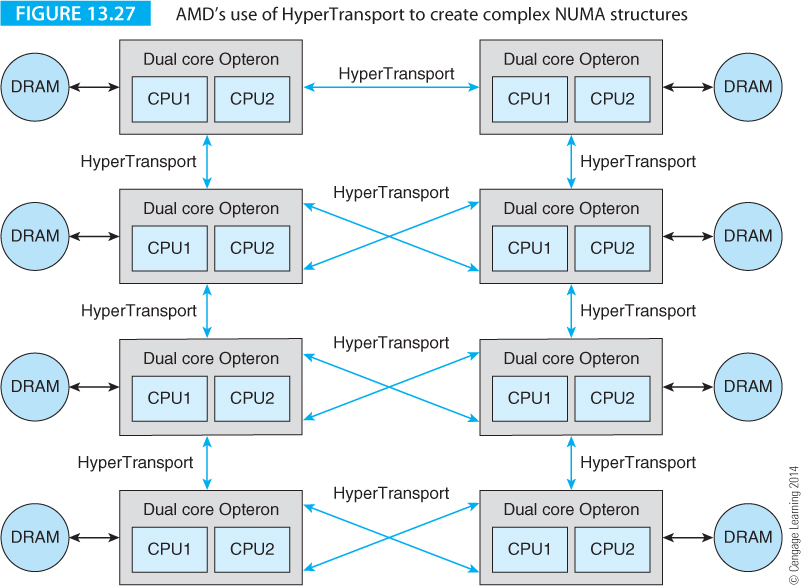 FIGURE 13.27 AMD's use of HyperTransport to create complex NUMA structures
Dual core Opteron Dual core Opteron
HyperTransport
DRAM CPU1 CPU2 CPU1 CPU2 DRAM
HyperTransport HyperTransport
HyperTransport
Dual core Opteron Dual core Opteron
DRAM CPU1 CPU2 CPU1 CPU2 DRAM
HyperTransport HyperTransport
HyperTransport
Dual core Opteron Dual core Opteron
DRAM CPU1 CPU2 CPU1 CPU2 DRAM
HyperTransport HyperTransport
HyperTransport
Dual core Opteron Dual core Opteron
DRAM CPU1 CPU2 CPU1 CPU2 DRAM
© Cengage Learning 2014